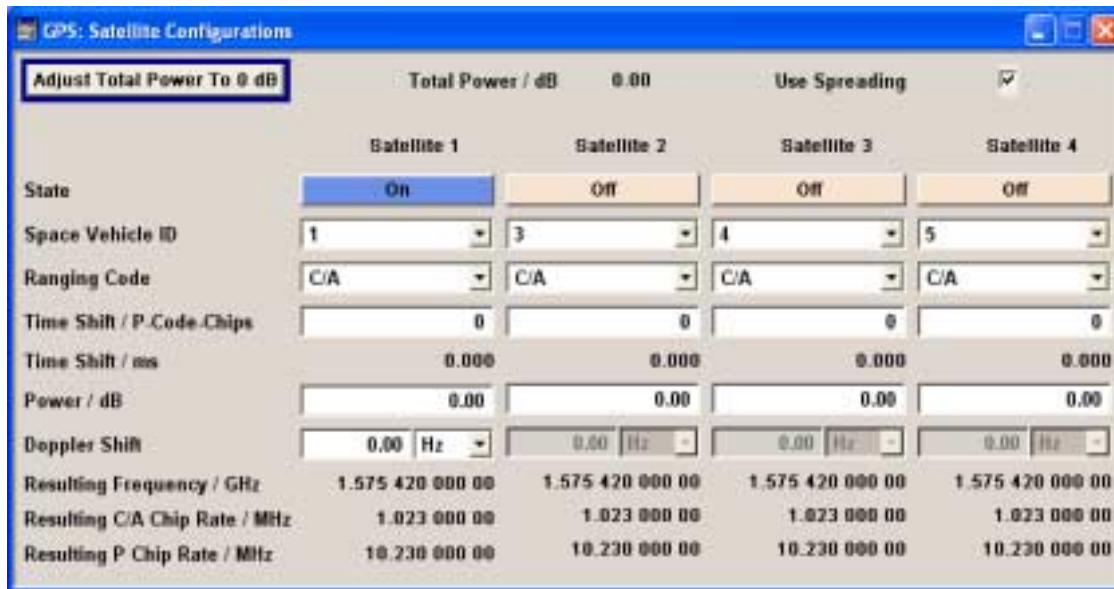 GPS: Satellite Configurations
Adjust Total Power To 0 dB Total Power / dB 0.00 Use Spreading
Satellite 1 Satellite 2 Satellite 3 Satellite 4
State On Off Off Off
Space Vehicle ID 1 3 4 5
Ranging Code C/A C/A C/A C/A
Time Shift / P-Code-Chips 0 0 0 0
Time Shift / ms 0.000 0.000 0.000 0.000
Power / dB 0.00 0.00 0.00 0.00
Doppler Shift 0.00 Hz 0.00 Hz 0.00 Hz 0.00 Hz
Resulting Frequency / GHz 1.575 420 000 00 1.575 420 000 00 1.575 420 000 00 1.575 420 000 00
Resulting C/A Chip Rate / MHz 1.023 000 00 1.023 000 00 1.023 000 00 1.023 000 00
Resulting P Chip Rate / MHz 10.230 000 00 10.230 000 00 10.230 000 00 10.230 000 00